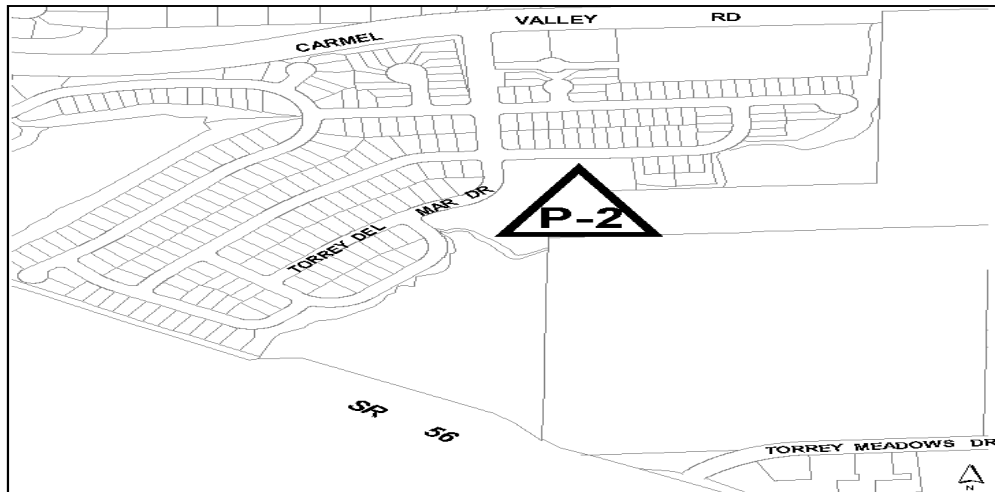 CARMEL VALLEY RD
P-2
TORREY DEL MAR DR
SR 56
TORREY MEADOWS DR
N